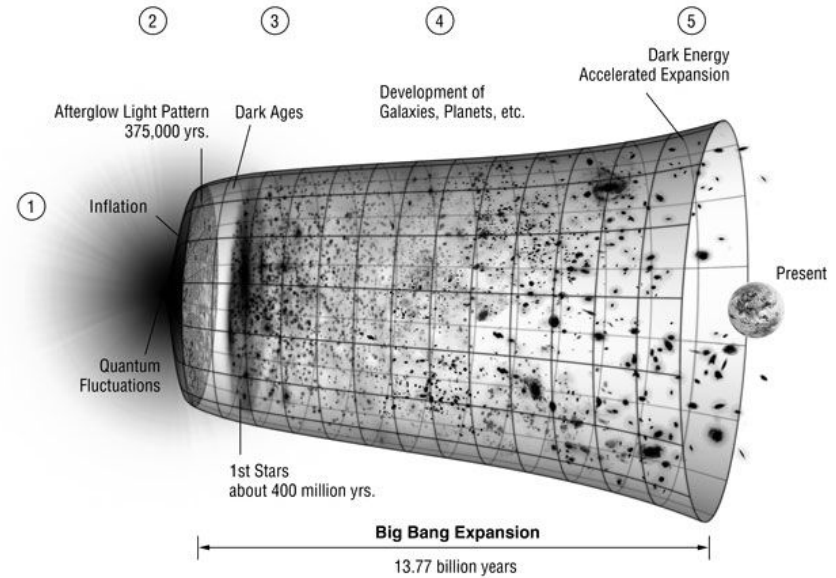 2
3
4
5
Dark Energy
Accelerated Expansion
Development of
Galaxies, Planets, etc.
Afterglow Light Pattern
375,000 yrs.
Dark Ages
1
Inflation
Present
Quantum
Fluctuations
1st Stars
about 400 million yrs.
Big Bang Expansion
13.77 billion years